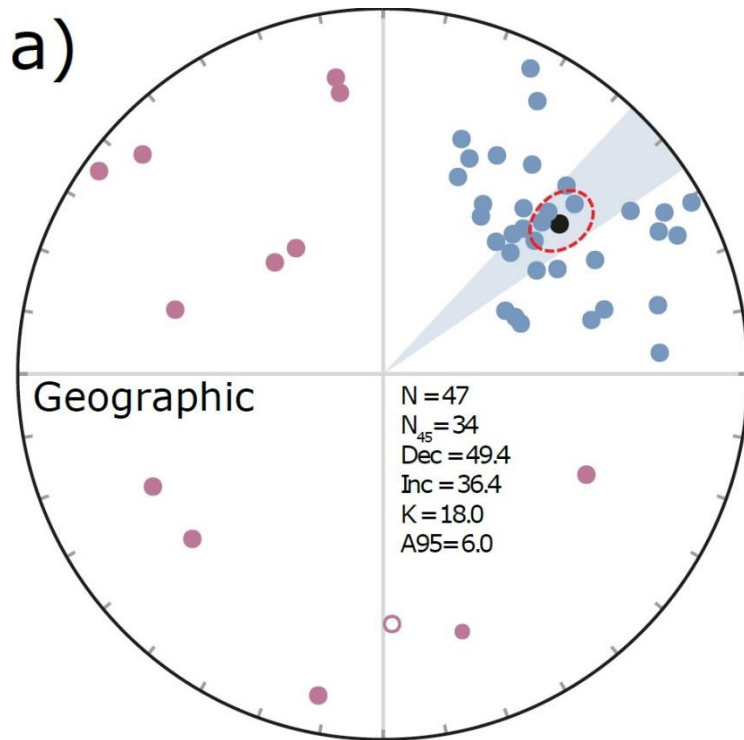 a)
Geographic
N = 47
N45 = 34
Dec = 49.4
Inc = 36.4
K = 18.0
A95 = 6.0